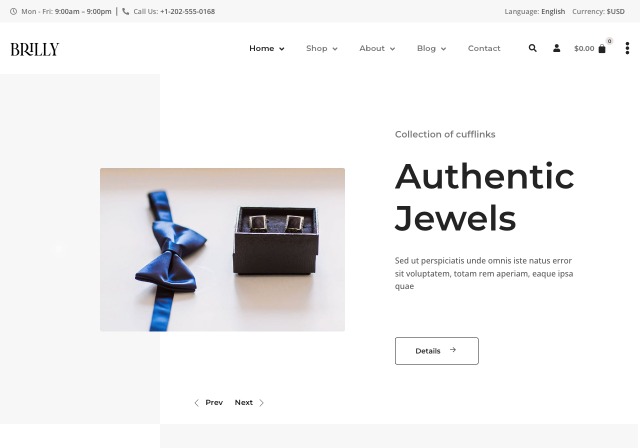 Mon - Fri: 9:00am – 9:00pm | Call Us: +1-202-555-0168 Language: English Currency: $USD
BRILLY Home Shop About Blog Contact $0.00 0
Collection of cufflinks
Authentic
Jewels
Sed ut perspiciatis unde omnis iste natus error
sit voluptatem, totam rem aperiam, eaque ipsa
quae
Details
Prev Next